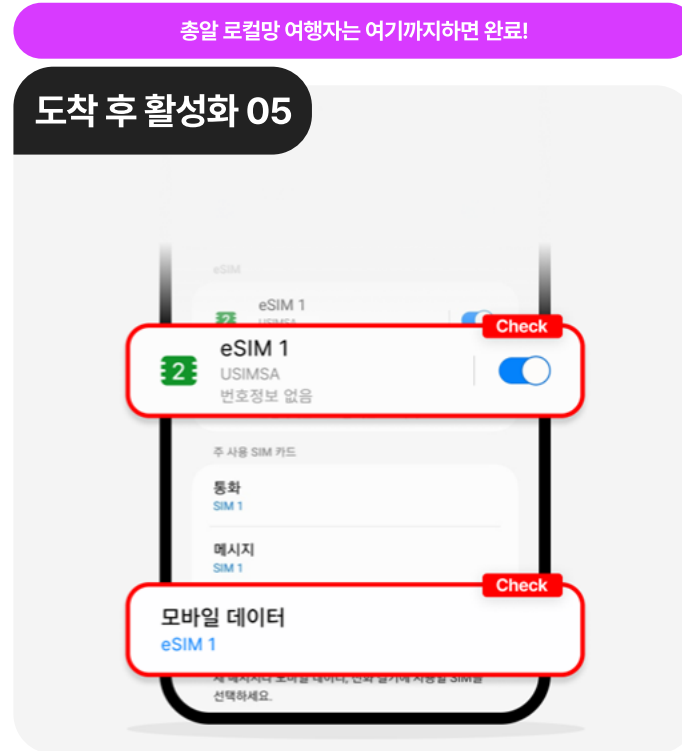 총알 로컬망 여행자는 여기까지하면 완료!
도착 후 활성화 05
eSIM
eSIM 1
Check
2
eSIM 1
USIMSA
번호정보 없음
주 사용 SIM 카드
통화
SIM 1
메시지
SIM 1
Check
모바일 데이터
eSIM 1
선택하세요.